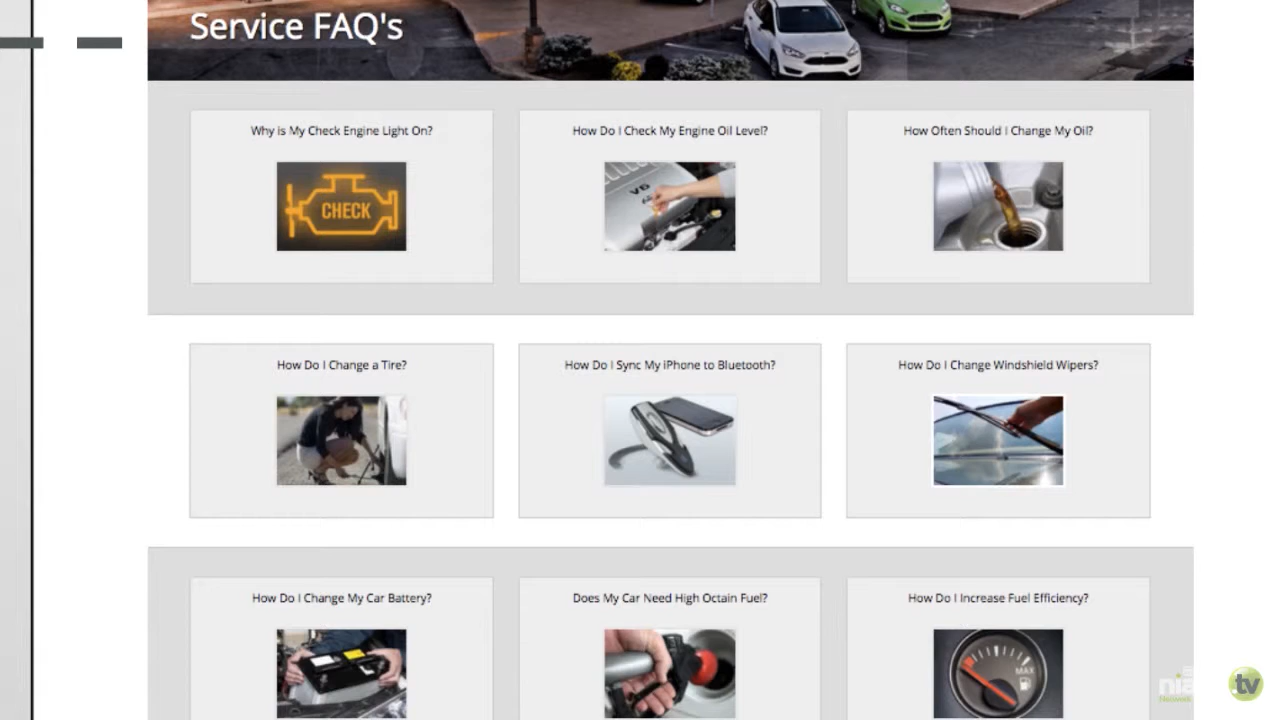 Service FAQ's
Why is My Check Engine Light On?
How Do I Check My Engine Oil Level?
How Often Should I Change My Oil?
CHECK
V6
How Do I Change a Tire?
How Do I Sync My iPhone to Bluetooth?
How Do I Change Windshield Wipers?
How Do I Change My Car Battery?
Does My Car Need High Octain Fuel?
How Do I Increase Fuel Efficiency?
MAX
.tv